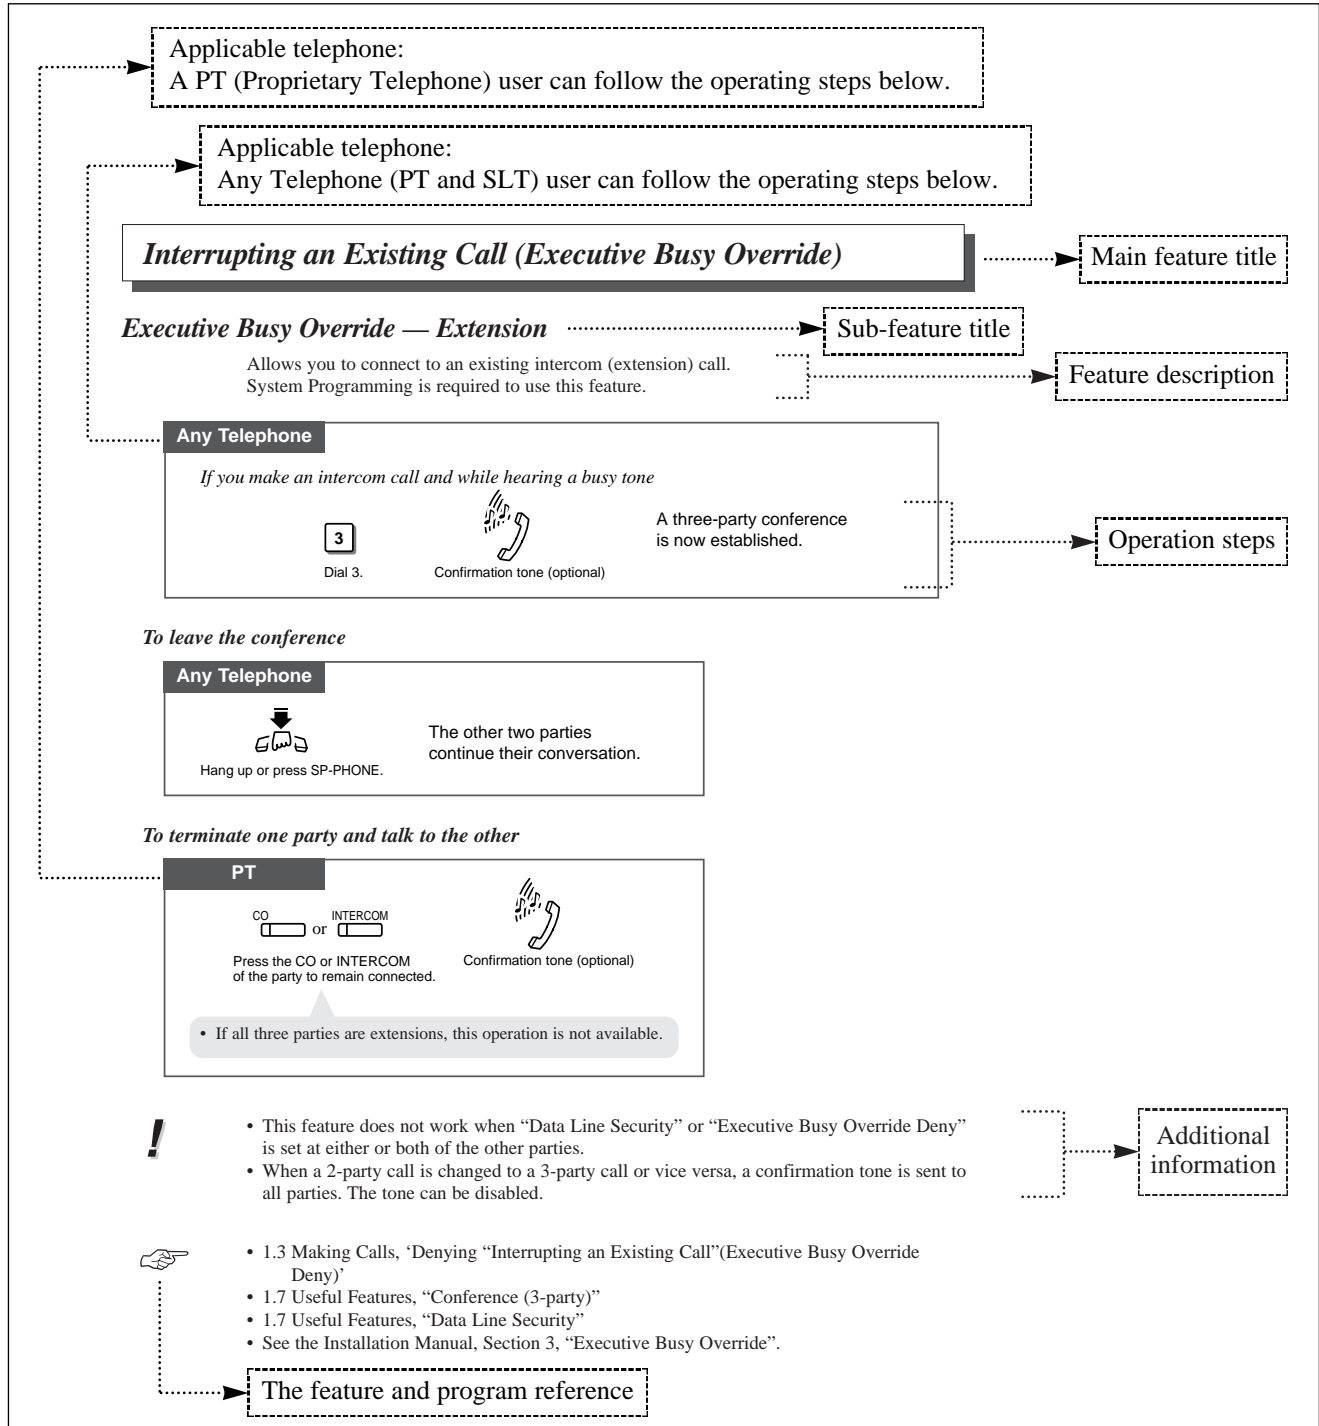 Applicable telephone:
A PT (Proprietary Telephone) user can follow the operating steps below.
Applicable telephone:
Any Telephone (PT and SLT) user can follow the operating steps below.
Interrupting an Existing Call (Executive Busy Override)
Main feature title
Executive Busy Override — Extension
Sub-feature title
Allows you to connect to an existing intercom (extension) call.
System Programming is required to use this feature.
Feature description
Any Telephone
If you make an intercom call and while hearing a busy tone
3
Dial 3.
Confirmation tone (optional)
A three-party conference
is now established.
Operation steps
To leave the conference
Any Telephone
Hang up or press SP-PHONE.
The other two parties
continue their conversation.
To terminate one party and talk to the other
PT
CO or INTERCOM
Press the CO or INTERCOM
of the party to remain connected.
Confirmation tone (optional)
• If all three parties are extensions, this operation is not available.
!
• This feature does not work when “Data Line Security” or “Executive Busy Override Deny”
is set at either or both of the other parties.
• When a 2-party call is changed to a 3-party call or vice versa, a confirmation tone is sent to
all parties. The tone can be disabled.
Additional
information
• 1.3 Making Calls, ‘Denying “Interrupting an Existing Call”(Executive Busy Override
Deny)’
• 1.7 Useful Features, “Conference (3-party)”
• 1.7 Useful Features, “Data Line Security”
• See the Installation Manual, Section 3, “Executive Busy Override”.
The feature and program reference